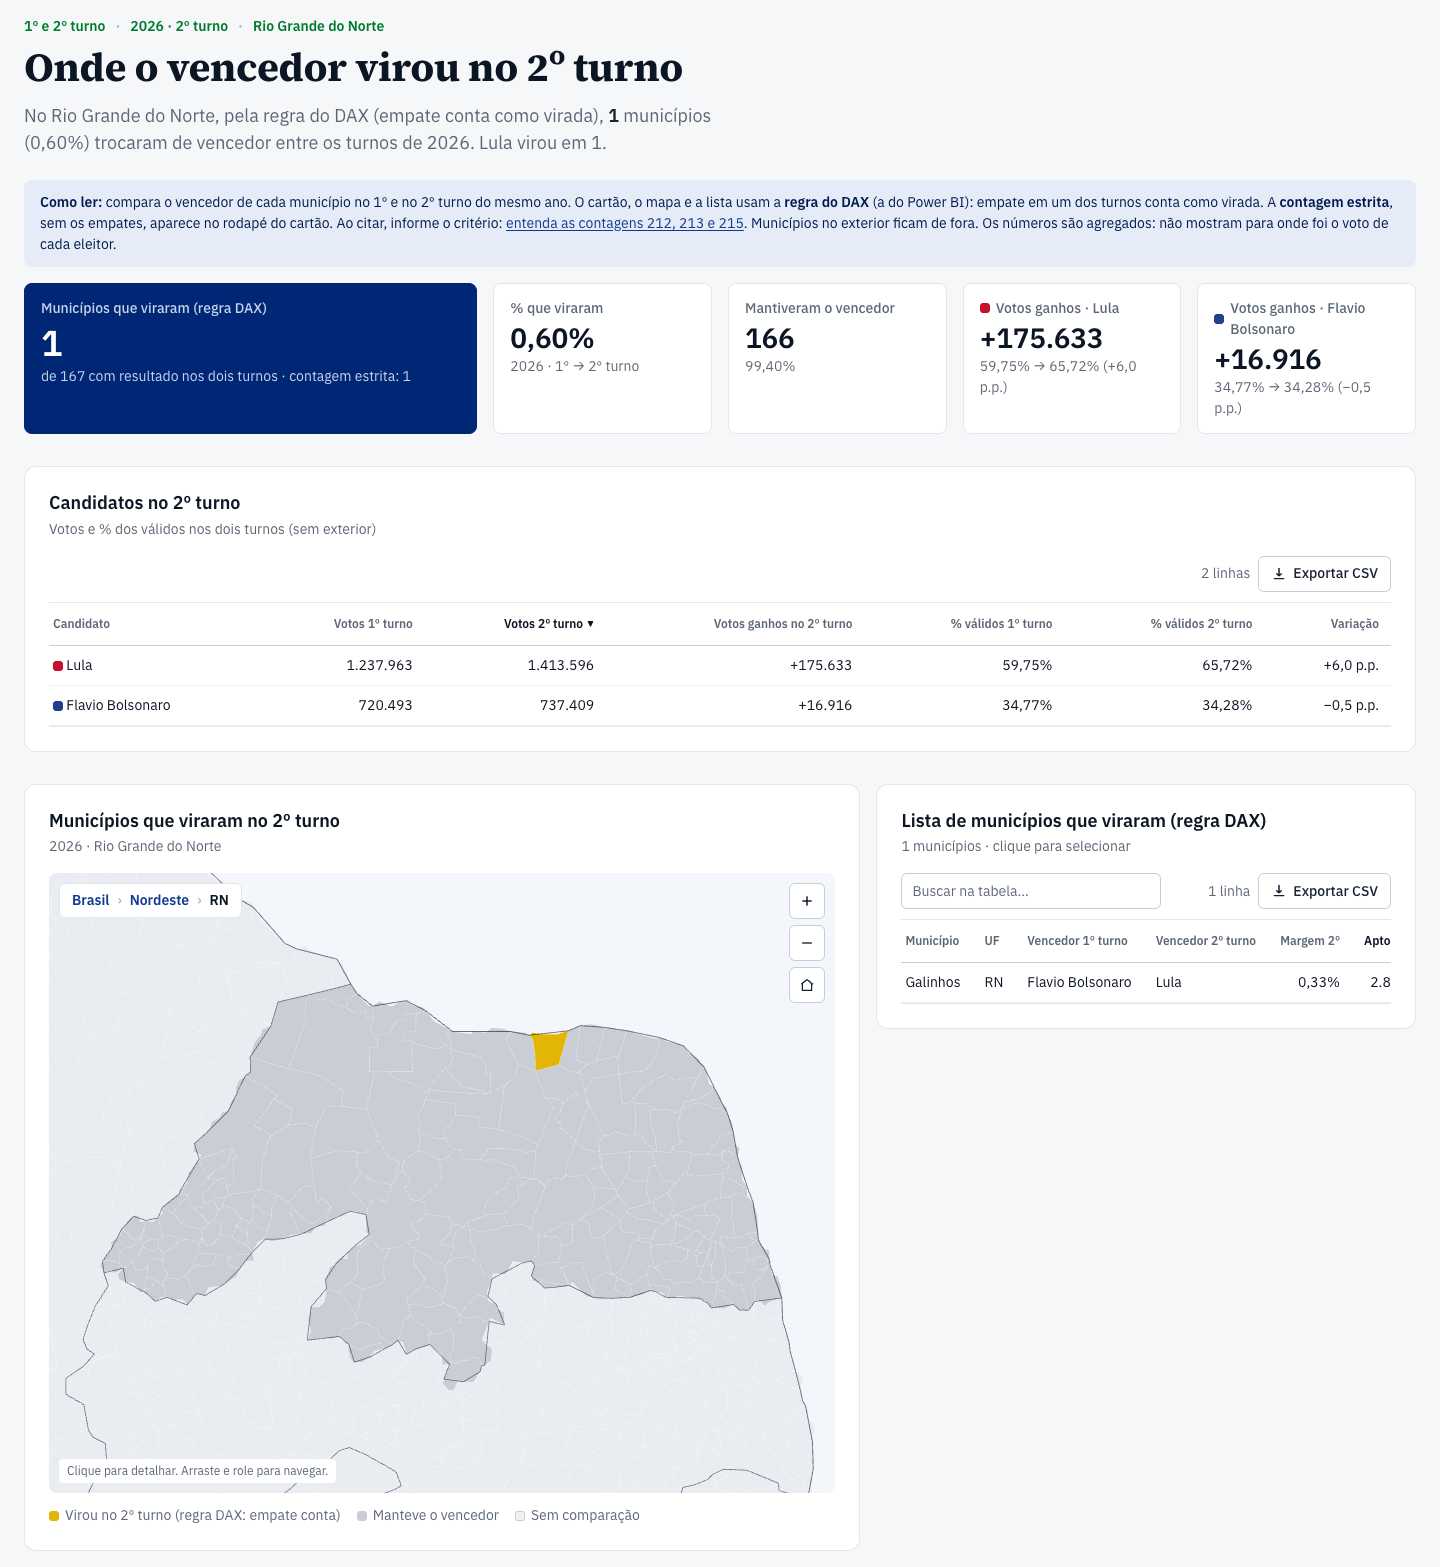 1º e 2º turno · 2026 · 2º turno · Rio Grande do Norte
Onde o vencedor virou no 2º turno
No Rio Grande do Norte, pela regra do DAX (empate conta como virada), 1 municípios
(0,60%) trocaram de vencedor entre os turnos de 2026. Lula virou em 1.
Como ler: compara o vencedor de cada município no 1º e no 2º turno do mesmo ano. O cartão, o mapa e a lista usam a regra do DAX (a do Power BI): empate em um dos turnos conta como virada. A contagem estrita,
sem os empates, aparece no rodapé do cartão. Ao citar, informe o critério: entenda as contagens 212, 213 e 215. Municípios no exterior ficam de fora. Os números são agregados: não mostram para onde foi o voto de
cada eleitor.
Municípios que viraram (regra DAX)
1
de 167 com resultado nos dois turnos · contagem estrita: 1
% que viraram
0,60%
2026 · 1º → 2º turno
Mantiveram o vencedor
166
99,40%
Votos ganhos · Lula
+175.633
59,75% → 65,72% (+6,0
p.p.)
Votos ganhos · Flavio
Bolsonaro
+16.916
34,77% → 34,28% (−0,5
p.p.)
Candidatos no 2º turno
Votos e % dos válidos nos dois turnos (sem exterior)
2 linhas Exportar CSV
Candidato Votos 1º turno Votos 2º turno ▼ Votos ganhos no 2º turno % válidos 1º turno % válidos 2º turno Variação
Lula 1.237.963 1.413.596 +175.633 59,75% 65,72% +6,0 p.p.
Flavio Bolsonaro 720.493 737.409 +16.916 34,77% 34,28% −0,5 p.p.
Municípios que viraram no 2º turno
2026 · Rio Grande do Norte
Brasil › Nordeste › RN
+
−
Clique para detalhar. Arraste e role para navegar.
Virou no 2º turno (regra DAX: empate conta) Manteve o vencedor Sem comparação
Lista de municípios que viraram (regra DAX)
1 municípios · clique para selecionar
Buscar na tabela... 1 linha Exportar CSV
Município UF Vencedor 1º turno Vencedor 2º turno Margem 2º Apto
Galinhos RN Flavio Bolsonaro Lula 0,33% 2.8